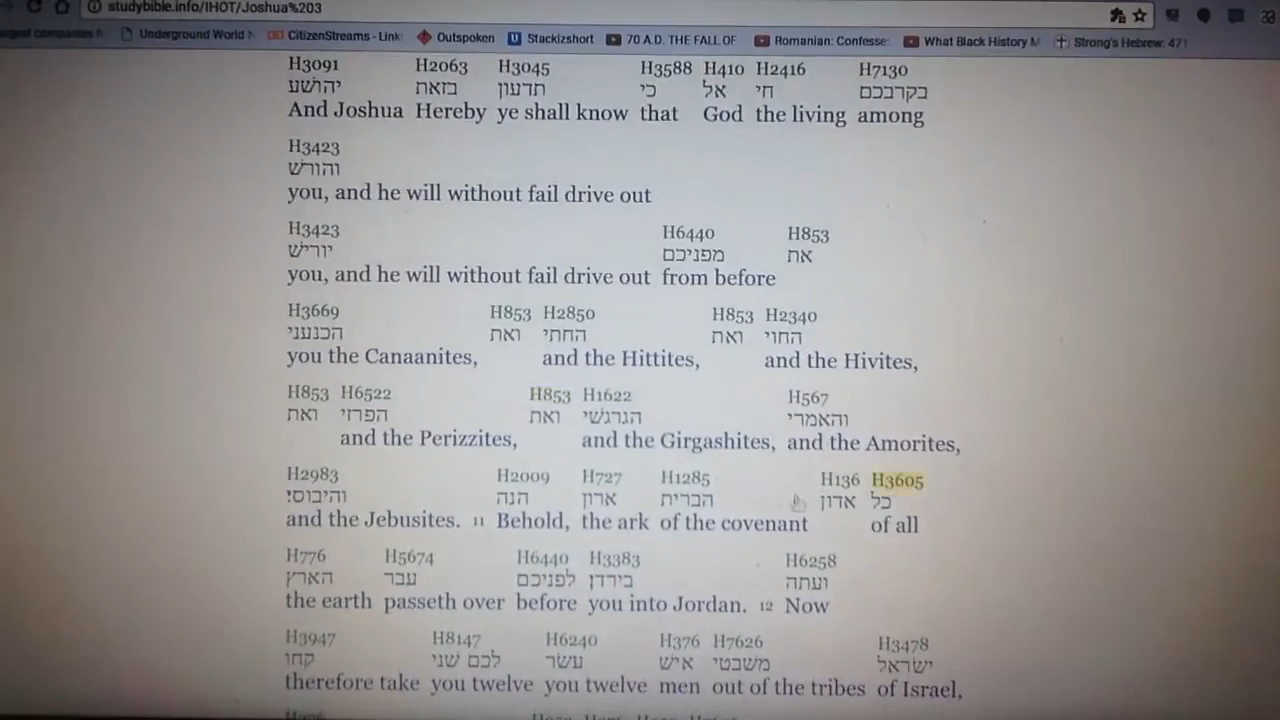 studybible.info/IHOT/Joshua%203
Underground World N CitizenStreams - Link Outspoken Stackizshort 70 A.D. THE FALL OF Romanian: Confesse: What Black History M Strong's Hebrew: 471
H3091 H2063 H3045 H3588 H410 H2416 H7130
יהושׁע בזאת תדעון כי אל חי בקרבכם
And Joshua Hereby ye shall know that God the living among
H3423
והורשׁ
you, and he will without fail drive out
H3423 H6440 H853
יורישׁ מפניכם את
you, and he will without fail drive out from before
H3669 H853 H2850 H853 H2340
הכנעני ואת החתי ואת החוי
you the Canaanites, and the Hittites, and the Hivites,
H853 H6522 H853 H1622 H567
ואת הפרזי ואת הגרגשׁי והאמרי
and the Perizzites, and the Girgashites, and the Amorites,
H2983 H2009 H727 H1285 H136 H3605
והיבוסי׃ הנה ארון הברית אדון כל
and the Jebusites. 11 Behold, the ark of the covenant of all
H776 H5674 H6440 H3383 H6258
הארץ עבר לפניכם בירדן ועתה
the earth passeth over before you into Jordan. 12 Now
H3947 H8147 H6240 H376 H7626 H3478
קחו לכם שׁני עשׂר אישׁ משׁבטי ישׂראל
therefore take you twelve you twelve men out of the tribes of Israel,